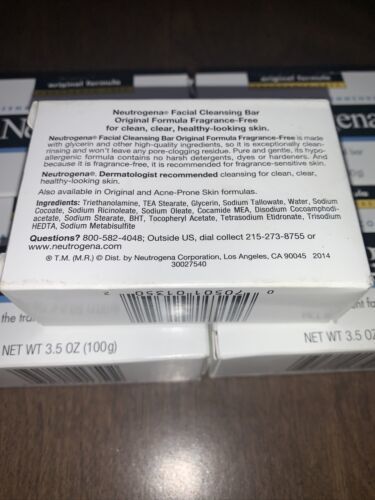 original formula
original formula
Neutrogena® Facial Cleansing Bar
Original Formula Fragrance-Free
for clean, clear, healthy-looking skin.
Neutrogena® Facial Cleansing Bar Original Formula Fragrance-Free is made
with glycerin and other high-quality ingredients, so it is exceptionally clean-
rinsing and won't leave any pore-clogging residue. Pure and gentle, its hypo-
allergenic formula contains no harsh detergents, dyes or hardeners. And
because it is fragrance-free, it is recommended for fragrance-sensitive skin.
Neutrogena®. Dermatologist recommended cleansing for clean, clear,
healthy-looking skin.
Also available in Original and Acne-Prone Skin formulas.
Ingredients: Triethanolamine, TEA Stearate, Glycerin, Sodium Tallowate, Water, Sodium
Cocoate, Sodium Ricinoleate, Sodium Oleate, Cocamide MEA, Disodium Cocoamphodi-
acetate, Sodium Stearate, BHT, Tocopheryl Acetate, Tetrasodium Etidronate, Trisodium
HEDTA, Sodium Metabisulfite
Questions? 800-582-4048; Outside US, dial collect 215-273-8755 or
www.neutrogena.com
® T.M. (M.R.) © Dist. by Neutrogena Corporation, Los Angeles, CA 90045 2014
30027540
2 0 70501 01350 0
NET WT 3.5 OZ (100g)
NET WT 3.5 OZ (100